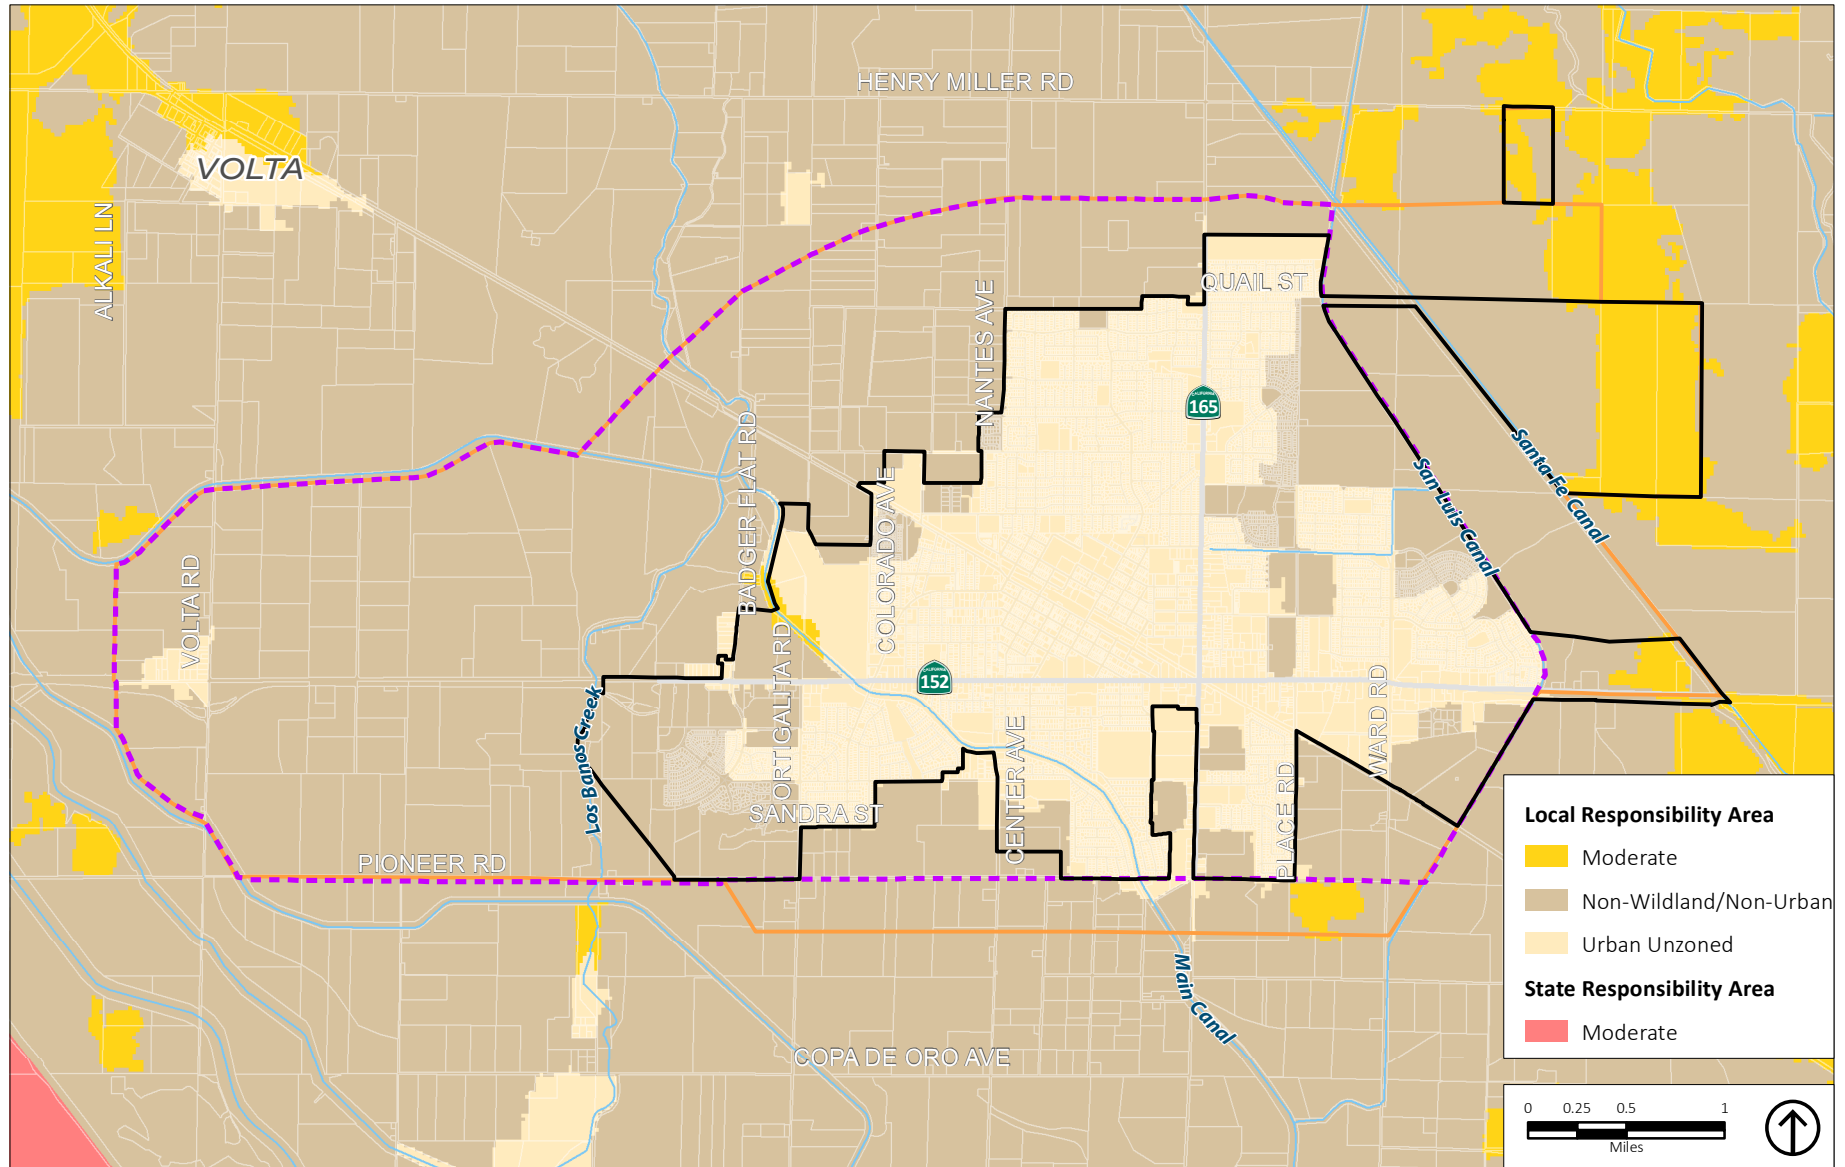 HENRY MILLER RD
VOLTA
ALKALI LN
QUAIL ST
NANTES AVE
CALIFORNIA
165
BADGER FLAT RD
COLORADO AVE
Santa Fe Canal
San Luis Canal
VOLTA RD
ORTIGALITA RD
CALIFORNIA
152
WARD RD
Los Banos Creek
CENTER AVE
PLACE RD
SANDRA ST
PIONEER RD
Main Canal
COPA DE ORO AVE
Local Responsibility Area
Moderate
Non-Wildland/Non-Urban
Urban Unzoned
State Responsibility Area
Moderate
0 0.25 0.5 1
Miles